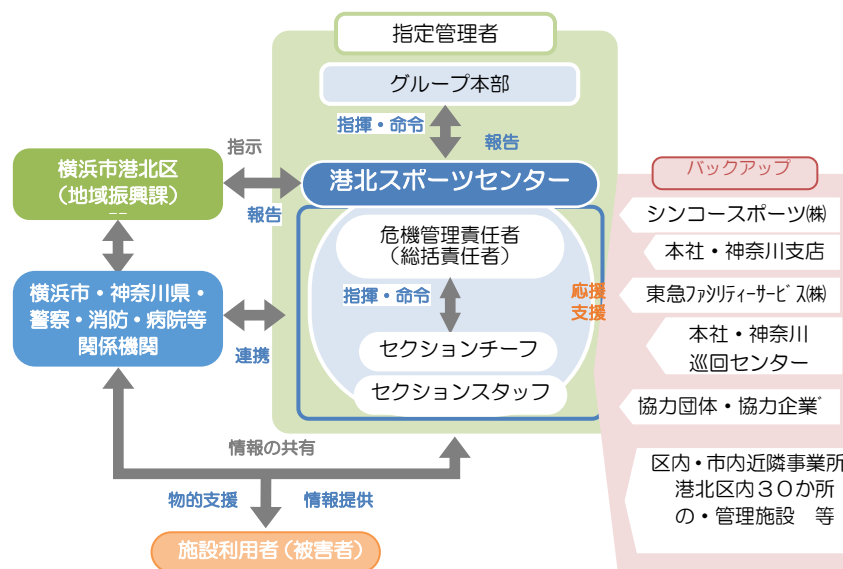 指定管理者
グループ本部
指揮・命令
報告
指示
報告
横浜市港北区
（地域振興課）
港北スポーツセンター
危機管理責任者
（総括責任者）
指揮・命令
セクションチーフ
セクションスタッフ
応援
支援
横浜市・神奈川県・
警察・消防・病院等
関係機関
連携
情報の共有
物的支援
情報提供
施設利用者（被害者）
バックアップ
シンコースポーツ㈱
本社・神奈川支店
東急ﾌｧｼﾘﾃｨｰサｰﾋﾞｽ㈱
本社・神奈川
巡回センター
協力団体・協力企業゛
区内・市内近隣事業所
港北区内３０か所
の・管理施設　等